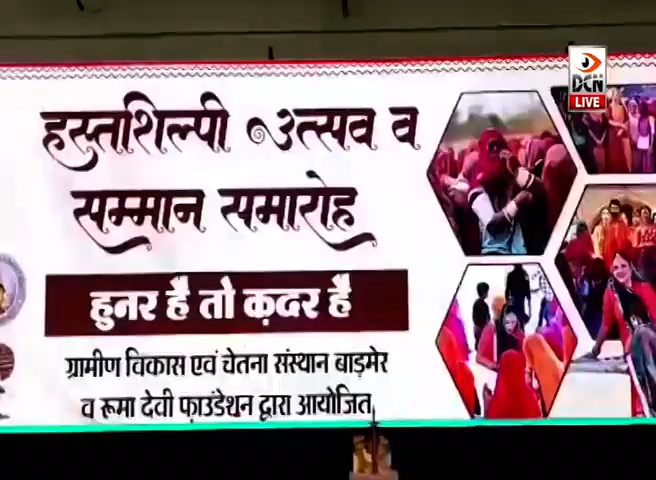 DCN
LIVE
हस्तशिल्पी उत्सव व
सम्मान समारोह
हुनर है तो क़दर है
ग्रामीण विकास एवं चेतना संस्थान बाड़मेर
व रूमा देवी फ़ाउंडेशन द्वारा आयोजित